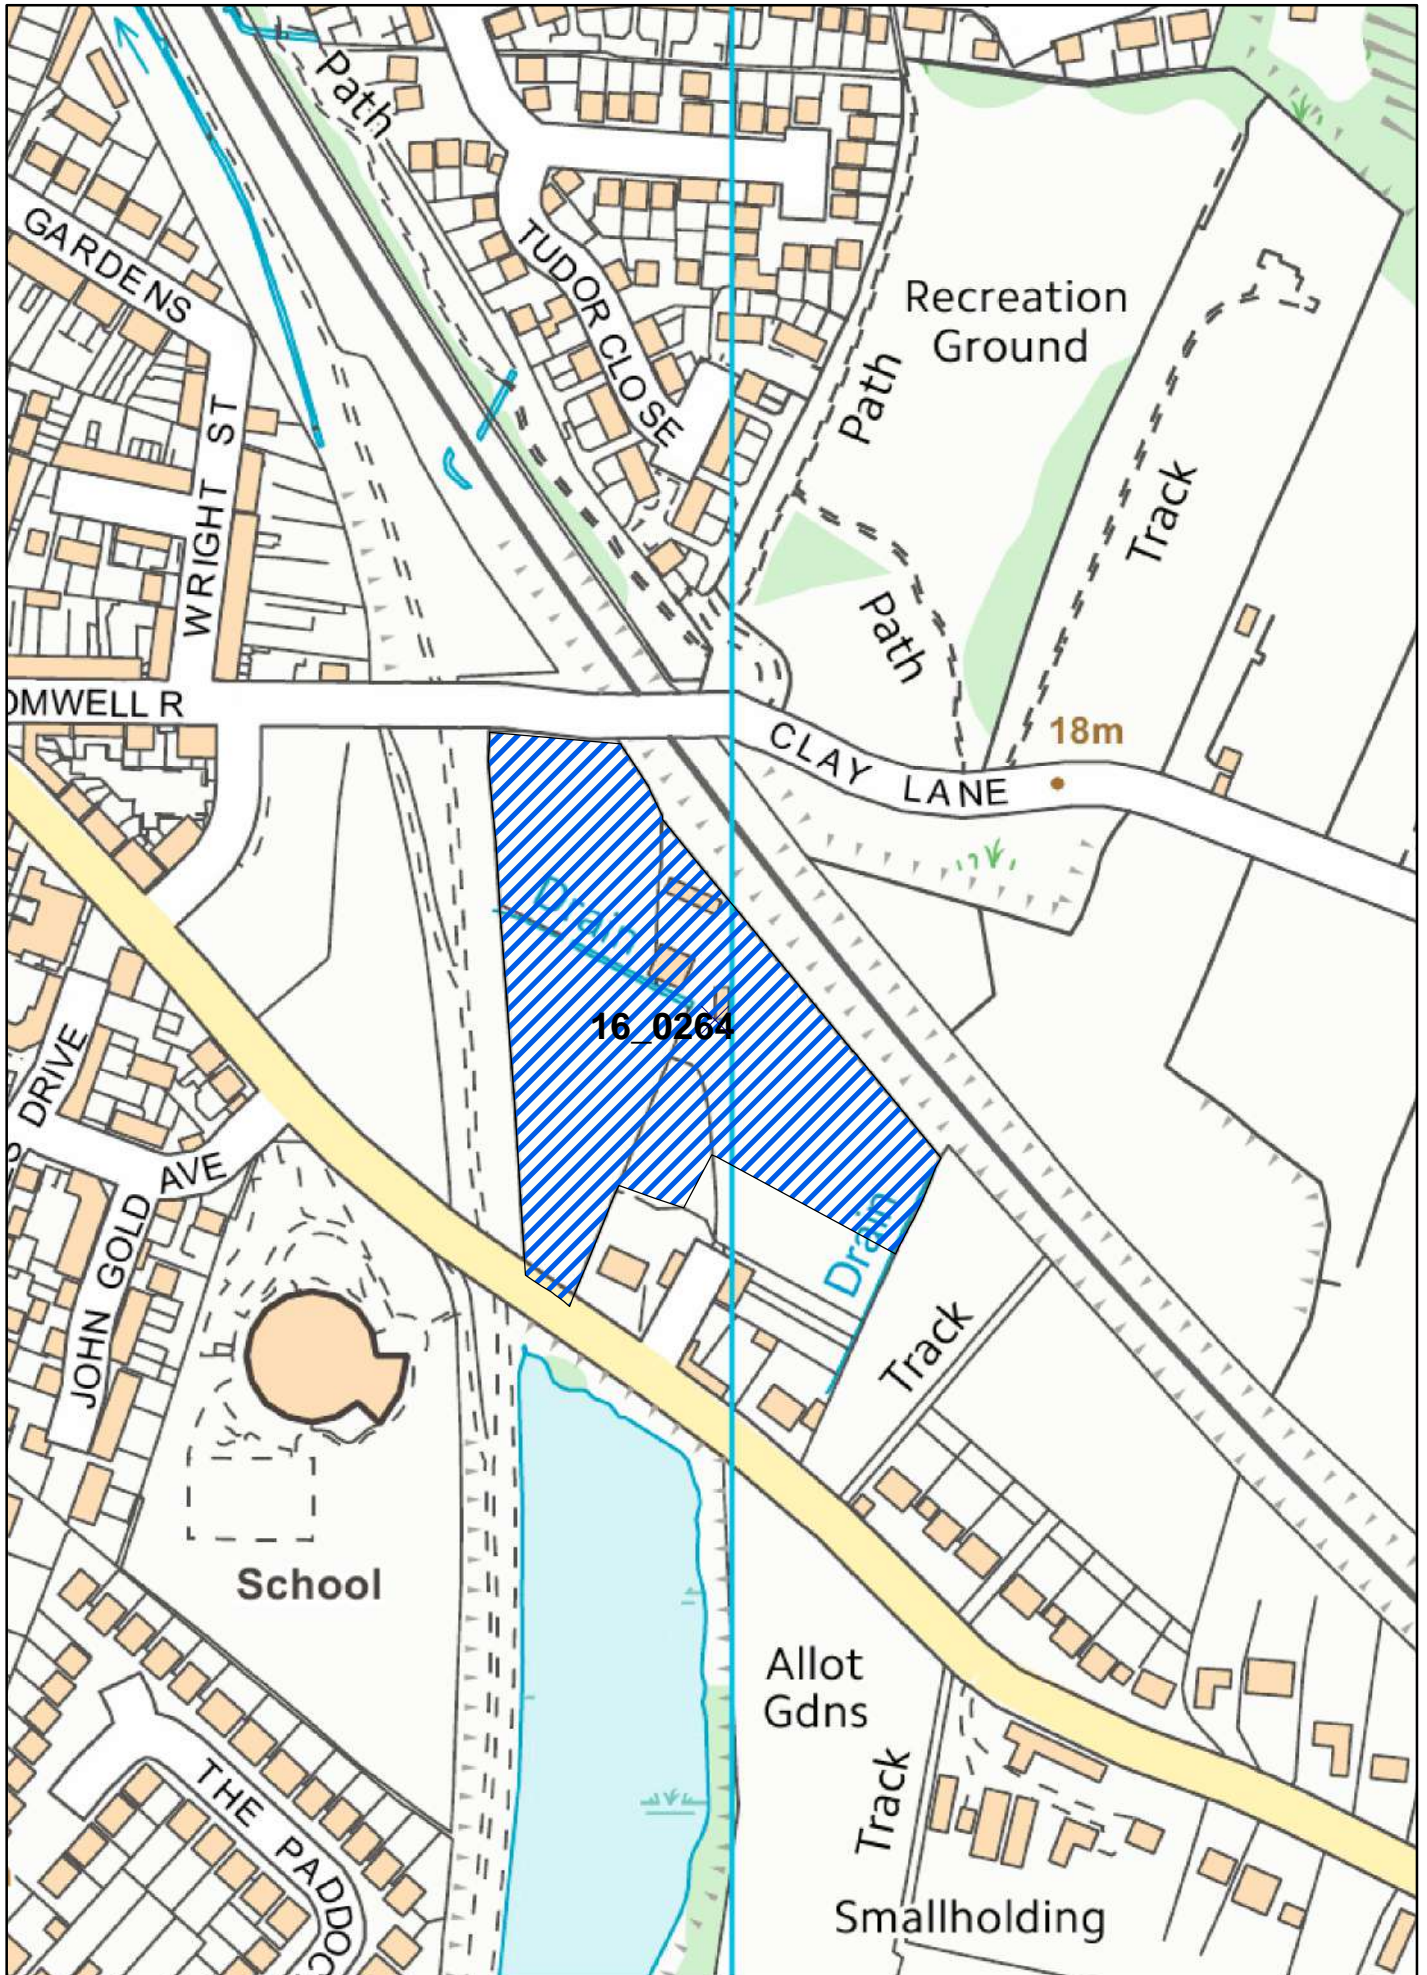 Path
GARDENS
TUDOR CLOSE
Recreation
Ground
Path
WRIGHT ST
Track
Path
OMWELL R
18m
CLAY LANE
Drain
16_0264
DRIVE
AVE
Drain
JOHN GOLD
Track
School
Allot
Gdns
THE PADDOC
Track
Smallholding